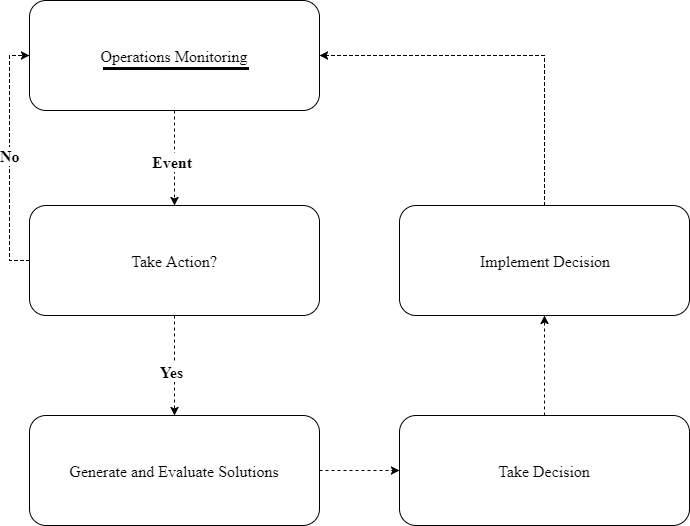 Operations Monitoring
No
Event
Take Action?
Implement Decision
Yes
Generate and Evaluate Solutions
Take Decision